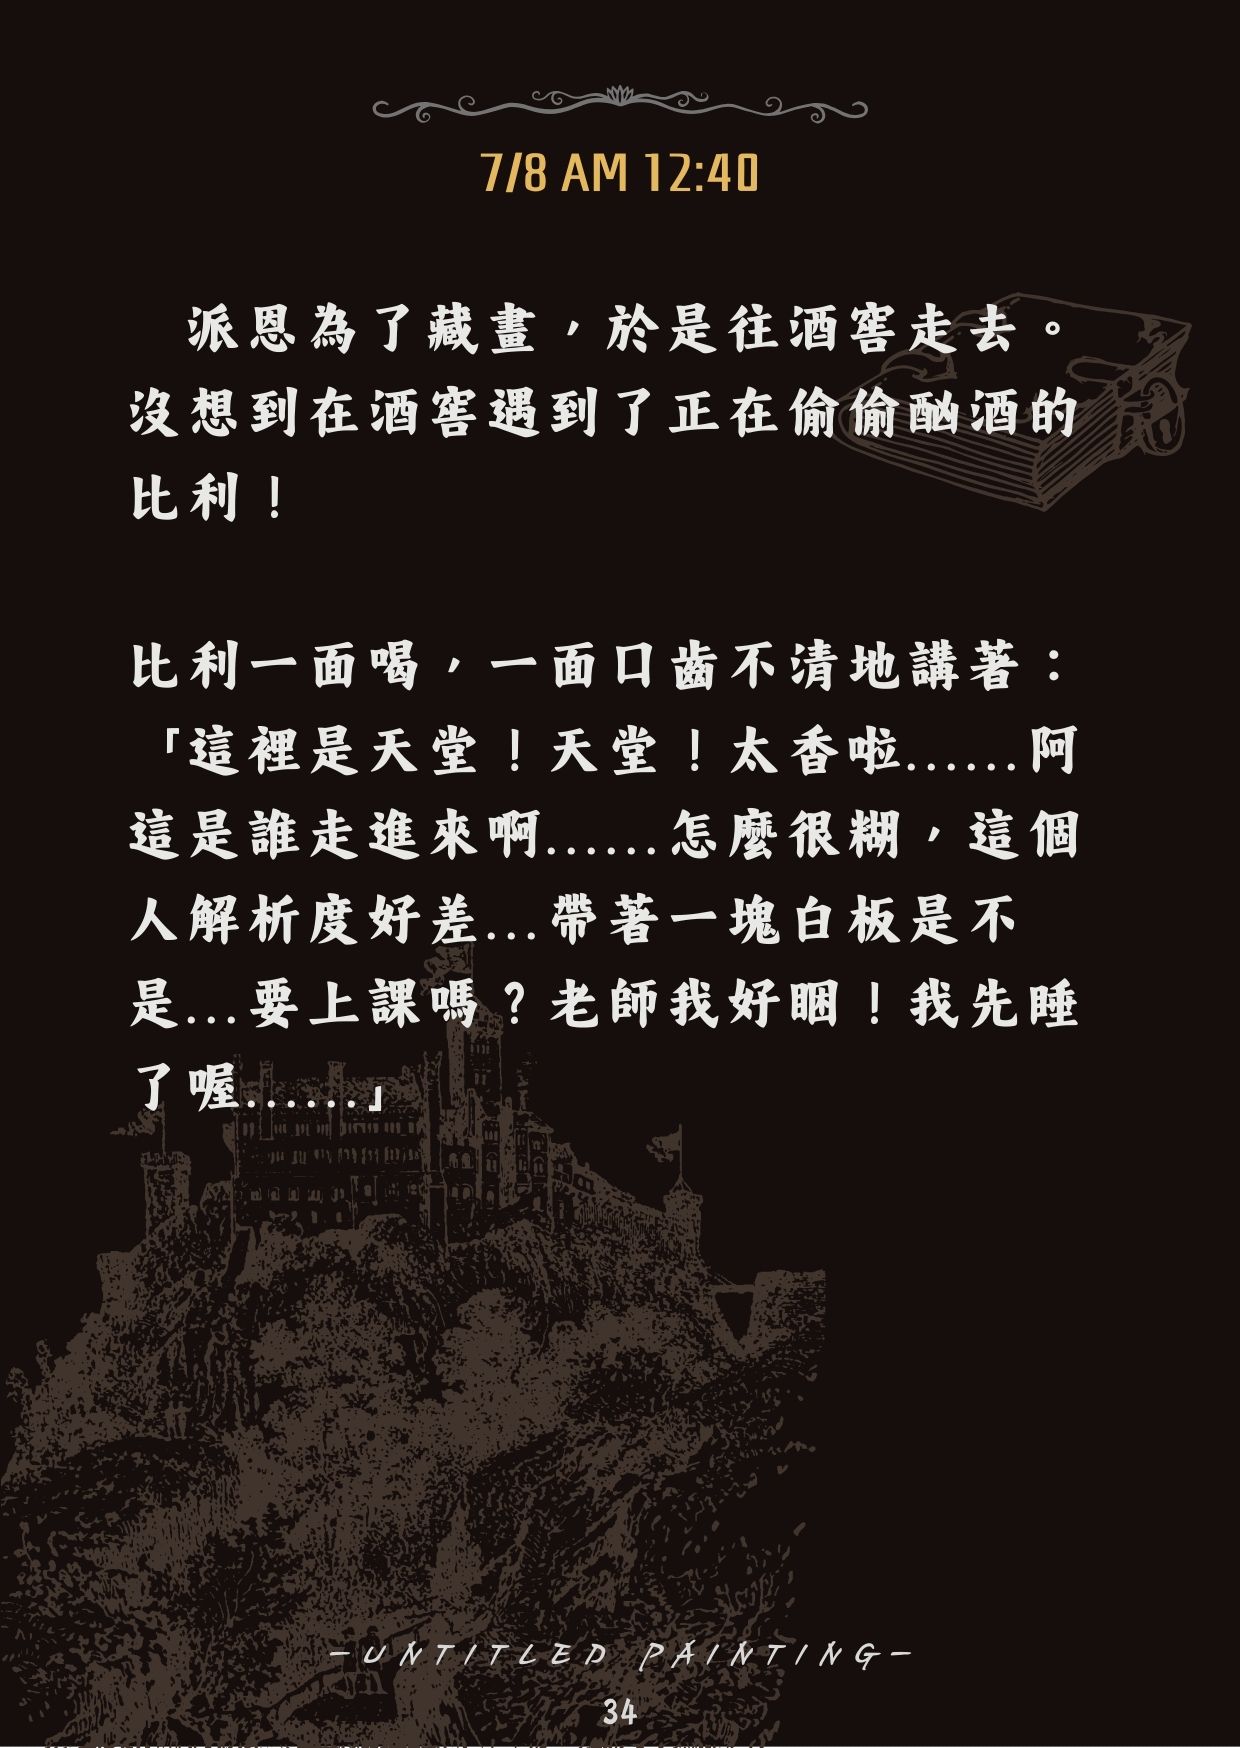 7/8 AM 12:40
派恩為了藏畫，於是往酒窖走去。
沒想到在酒窖遇到了正在偷偷酗酒的
比利！
比利一面喝，一面口齒不清地講著：
「這裡是天堂！天堂！太香啦......阿
這是誰走進來啊......怎麼很糊，這個
人解析度好差...帶著一塊白板是不
是...要上課嗎？老師我好睏！我先睡
了喔......」
-UNTITLED PAINTING-
34